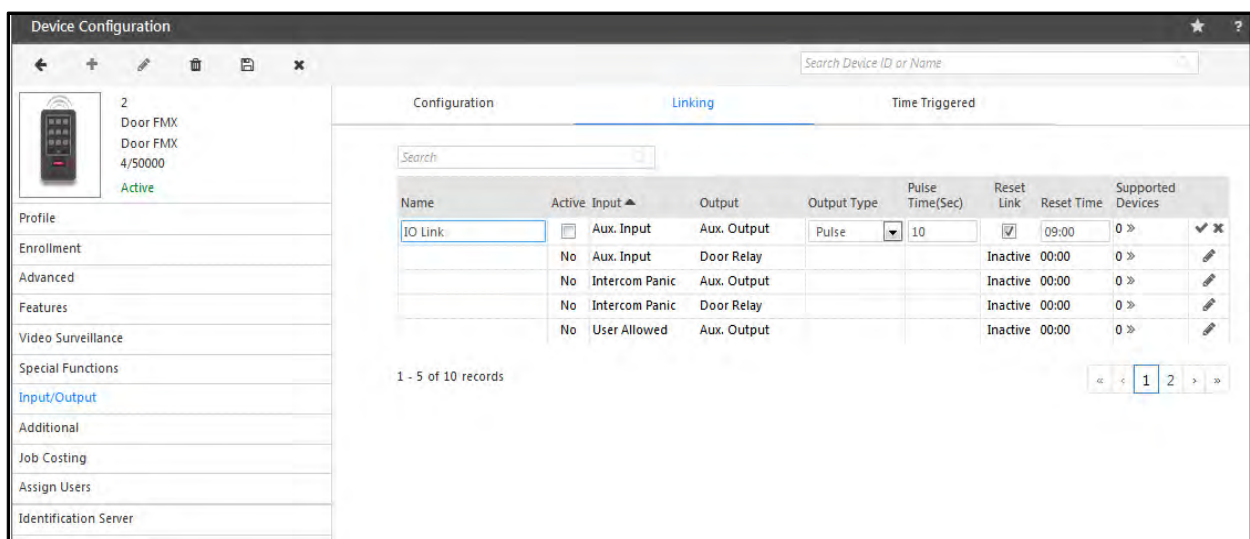 Device Configuration
?
Search Device ID or Name
2
Door FMX
Door FMX
4/50000
Active
Profile
Enrollment
Advanced
Features
Video Surveillance
Special Functions
Input/Output
Additional
Job Costing
Assign Users
Identification Server
Configuration Linking Time Triggered
Search
Name Active Input Output Output Type Pulse Time(Sec) Reset Link Reset Time Supported Devices
IO Link Aux. Input Aux. Output Pulse 10 09:00 0 »
No Aux. Input Door Relay Inactive 00:00 0 »
No Intercom Panic Aux. Output Inactive 00:00 0 »
No Intercom Panic Door Relay Inactive 00:00 0 »
No User Allowed Aux. Output Inactive 00:00 0 »
1 - 5 of 10 records
« ‹ 1 2 › »